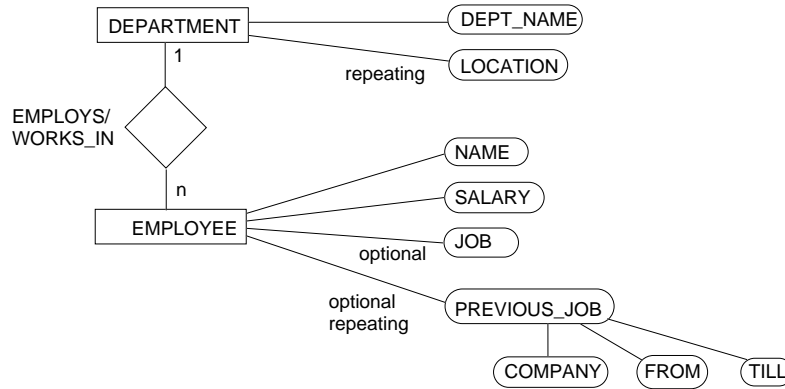 DEPARTMENT
DEPT_NAME
1
repeating
LOCATION
EMPLOYS/
WORKS_IN
n
NAME
SALARY
EMPLOYEE
optional
JOB
optional
repeating
PREVIOUS_JOB
COMPANY
FROM
TILL